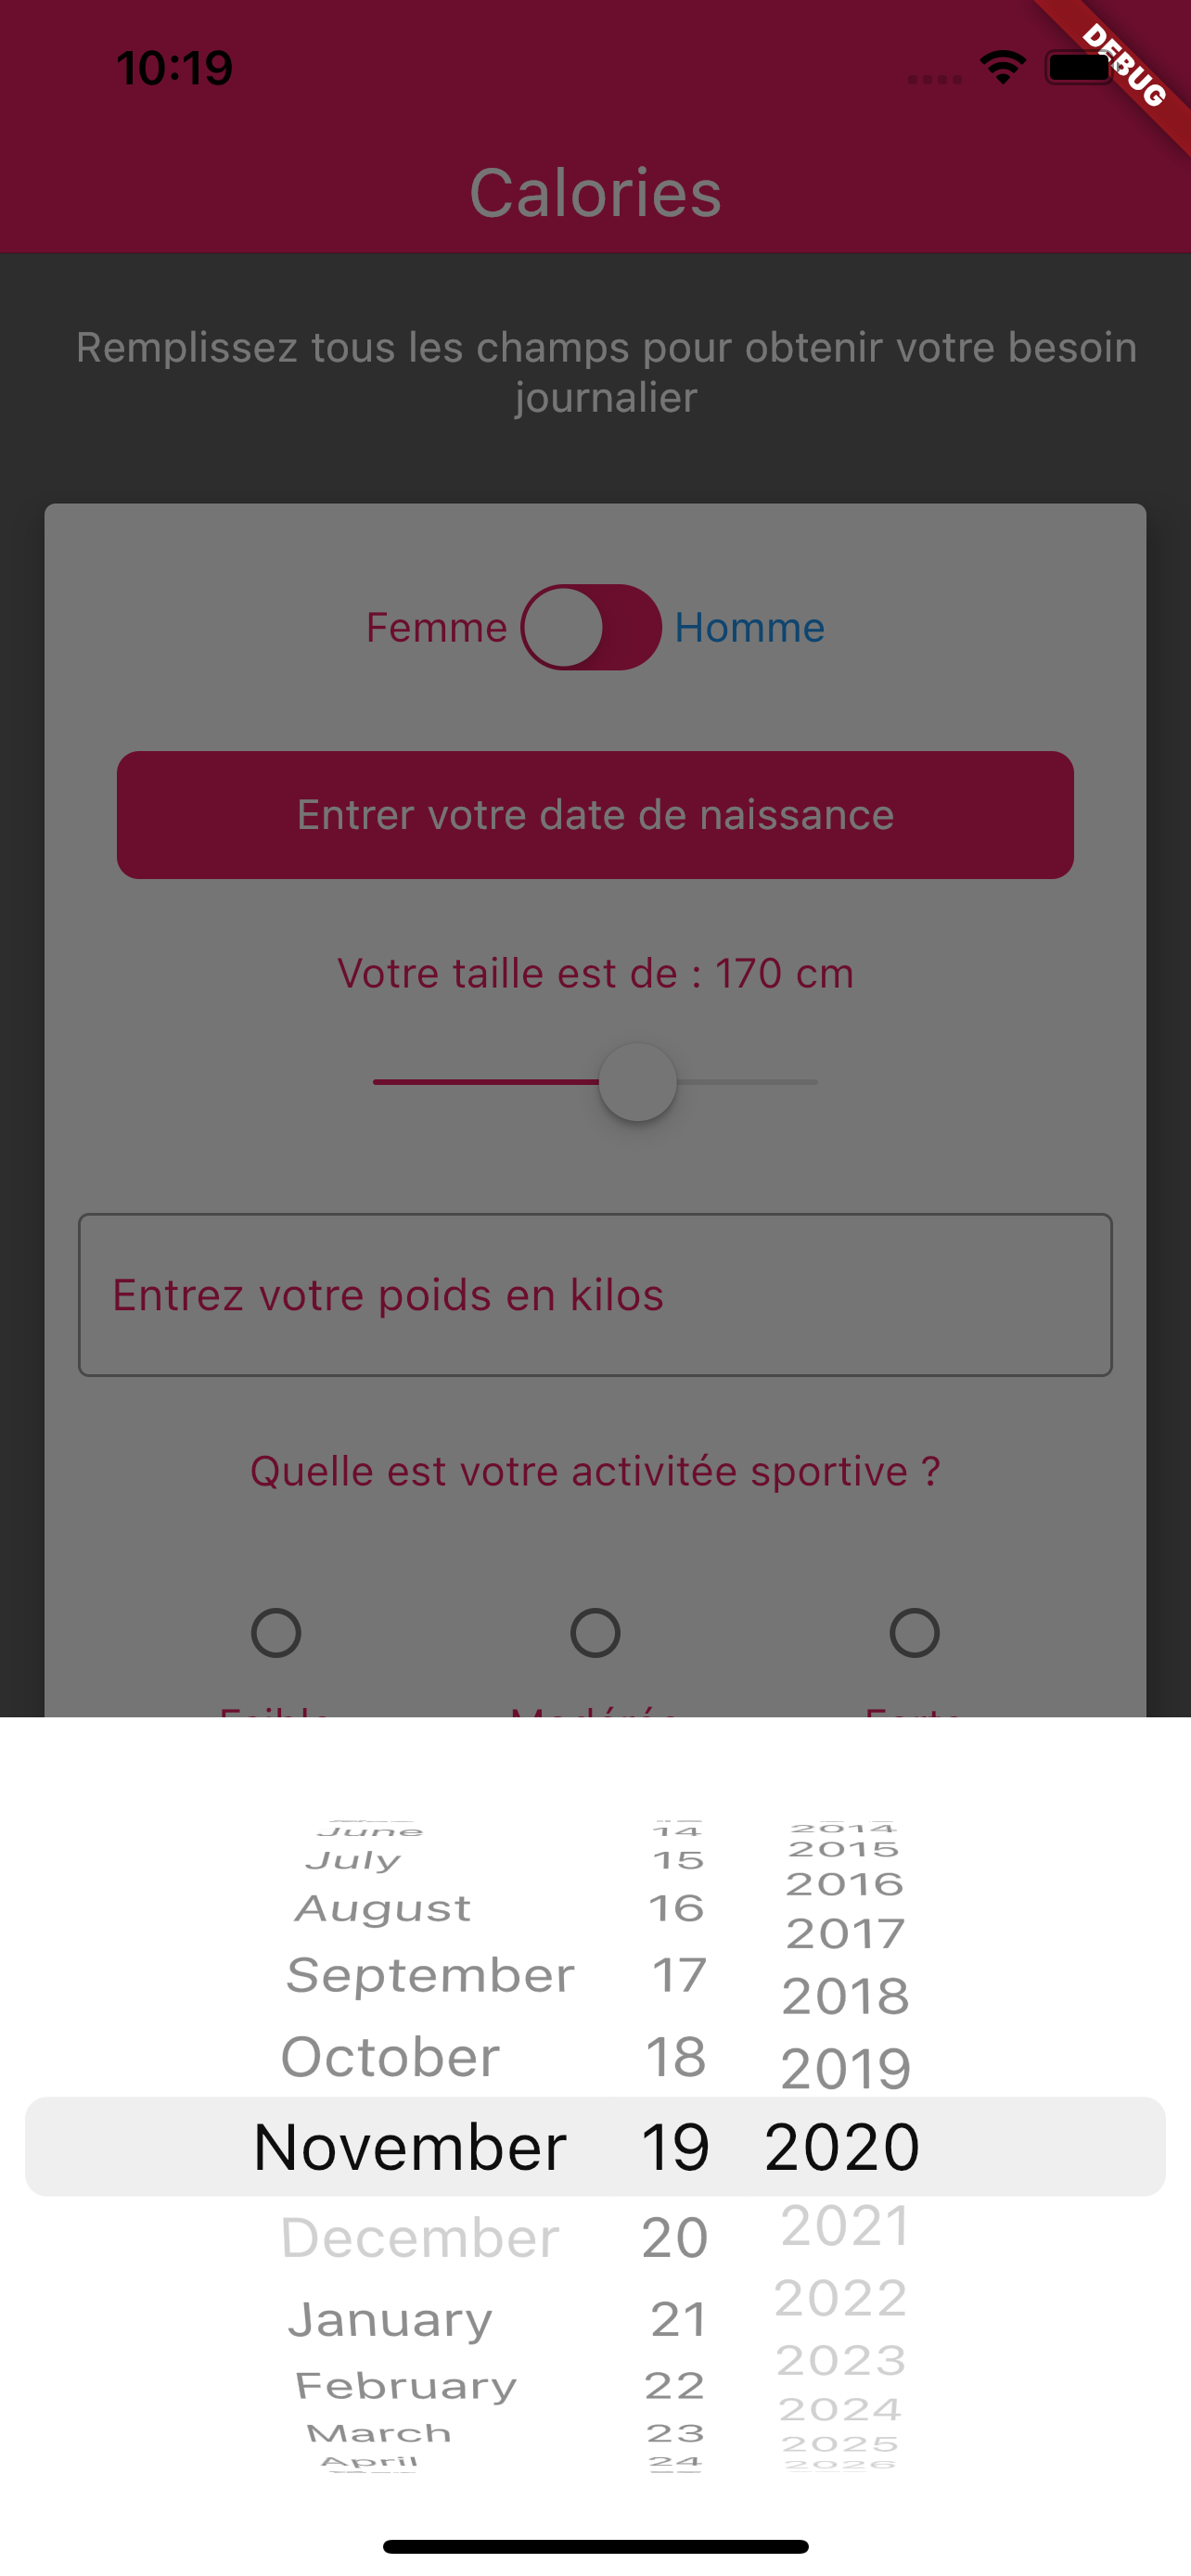 10:19
DEBUG
Calories
Remplissez tous les champs pour obtenir votre besoin
journalier
Femme Homme
Entrer votre date de naissance
Votre taille est de : 170 cm
Entrez votre poids en kilos
Quelle est votre activitée sportive ?
Faible Modérée Forte
June 14 2014
July 15 2015
August 16 2016
September 17 2017
October 18 2018
2019
November 19 2020
December 20 2021
January 21 2022
February 22 2023
March 23 2024
April 24 2025
2026